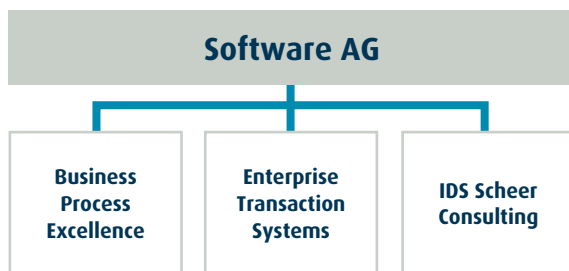 Software AG
Business
Process
Excellence
Enterprise
Transaction
Systems
IDS Scheer
Consulting